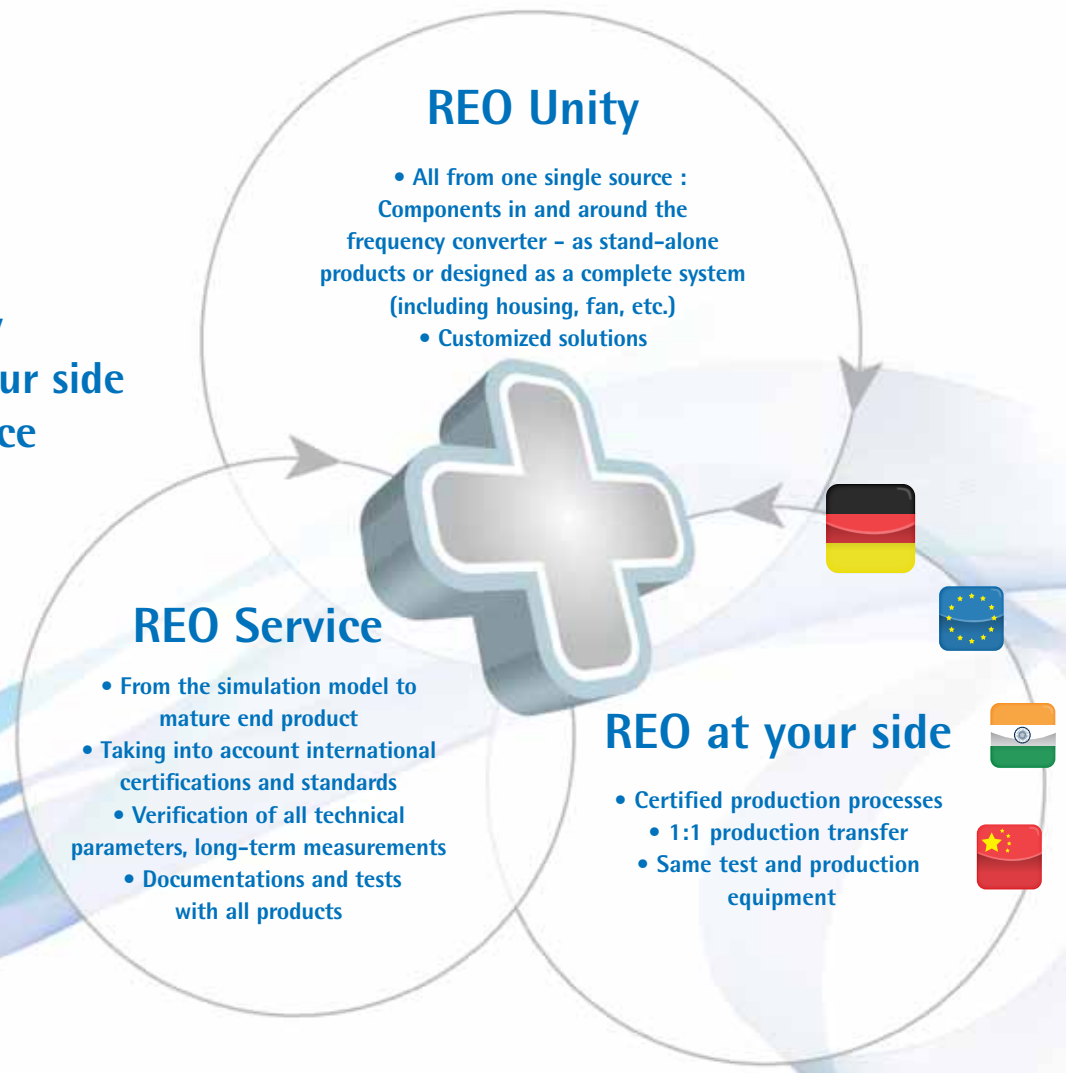 REO Unity
• All from one single source :
Components in and around the
frequency converter - as stand-alone
products or designed as a complete system
(including housing, fan, etc.)
• Customized solutions
ur side
ce
REO Service
• From the simulation model to
mature end product
• Taking into account international
certifications and standards
• Verification of all technical
parameters, long-term measurements
• Documentations and tests
with all products
REO at your side
• Certified production processes
• 1:1 production transfer
• Same test and production
equipment